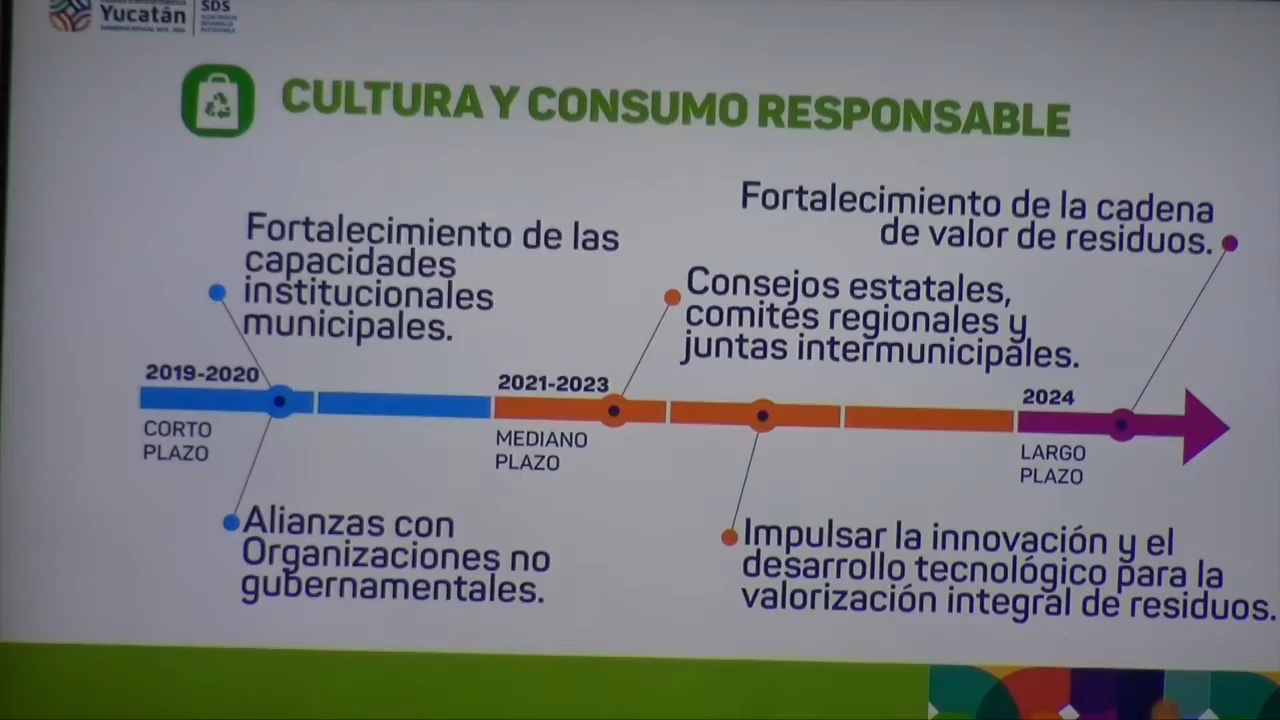 Yucatán
SDS
CULTURA Y CONSUMO RESPONSABLE
Fortalecimiento de la cadena
de valor de residuos.
Fortalecimiento de las
capacidades
institucionales
municipales.
Consejos estatales,
comités regionales y
juntas intermunicipales.
2019-2020
2021-2023
2024
CORTO
PLAZO
MEDIANO
PLAZO
LARGO
PLAZO
Alianzas con
Organizaciones no
gubernamentales.
Impulsar la innovación y el
desarrollo tecnológico para la
valorización integral de residuos.